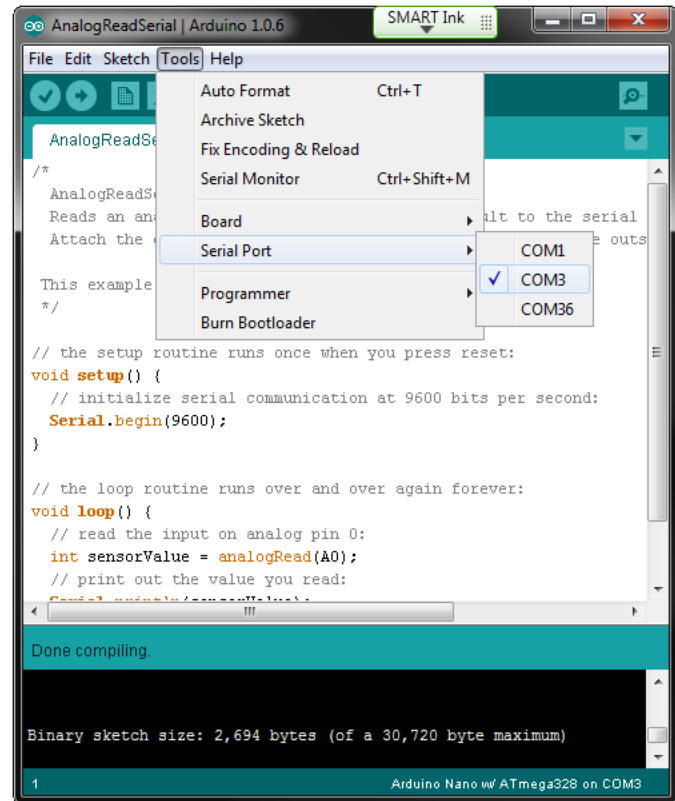 AnalogReadSerial | Arduino 1.0.6
SMART Ink
File Edit Sketch Tools Help
Auto Format Ctrl+T
Archive Sketch
Fix Encoding & Reload
Serial Monitor Ctrl+Shift+M
Board
Serial Port
Programmer
Burn Bootloader
COM1
COM3
COM36
AnalogReadSe
/*
AnalogReadS
Reads an ana ult to the serial
Attach the e outs
This example
*/
// the setup routine runs once when you press reset:
void setup() {
// initialize serial communication at 9600 bits per second:
Serial.begin(9600);
}
// the loop routine runs over and over again forever:
void loop() {
// read the input on analog pin 0:
int sensorValue = analogRead(A0);
// print out the value you read:
Serial.println(sensorValue);
Done compiling.
Binary sketch size: 2,694 bytes (of a 30,720 byte maximum)
1 Arduino Nano w/ ATmega328 on COM3